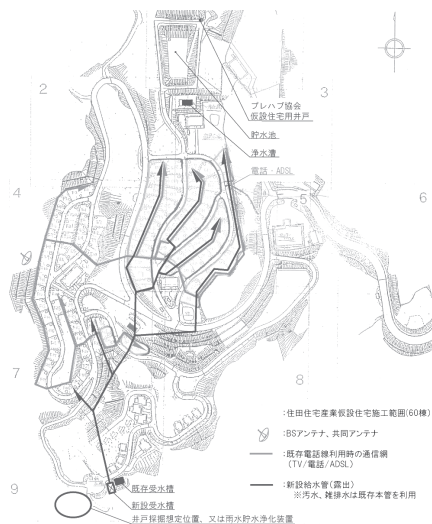 2
3
プレハブ協会
仮設住宅用井戸
貯水池
浄水漕
電話・ADSL
4
5
6
7
8
:住田住宅産業仮設住宅施工範囲(60棟)
:BSアンテナ、共同アンテナ
:既存電話線利用時の通信網
(TV/電話/ADSL)
:新設給水管(露出)
※汚水、雑排水は既存本管を利用
9
既存受水槽
新設受水槽
井戸採掘想定位置、又は雨水貯水浄化装置